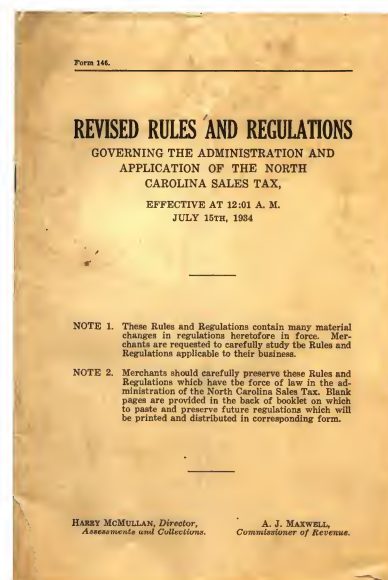 Form 146.
REVISED RULES AND REGULATIONS
GOVERNING THE ADMINISTRATION AND
APPLICATION OF THE NORTH
CAROLINA SALES TAX,
EFFECTIVE AT 12:01 A. M.
JULY 15TH, 1934
NOTE 1. These Rules and Regulations contain many material
changes in regulations heretofore in force. Mer-
chants are requested to carefully study the Rules and
Regulations applicable to their business.
NOTE 2. Merchants should carefully preserve these Rules and
Regulations which have the force of law in the ad-
ministration of the North Carolina Sales Tax. Blank
pages are provided in the back of booklet on which
to paste and preserve future regulations which will
be printed and distributed in corresponding form.
HARRY MCMULLAN, Director,
Assessments and Collections.
A. J. MAXWELL,
Commissioner of Revenue.